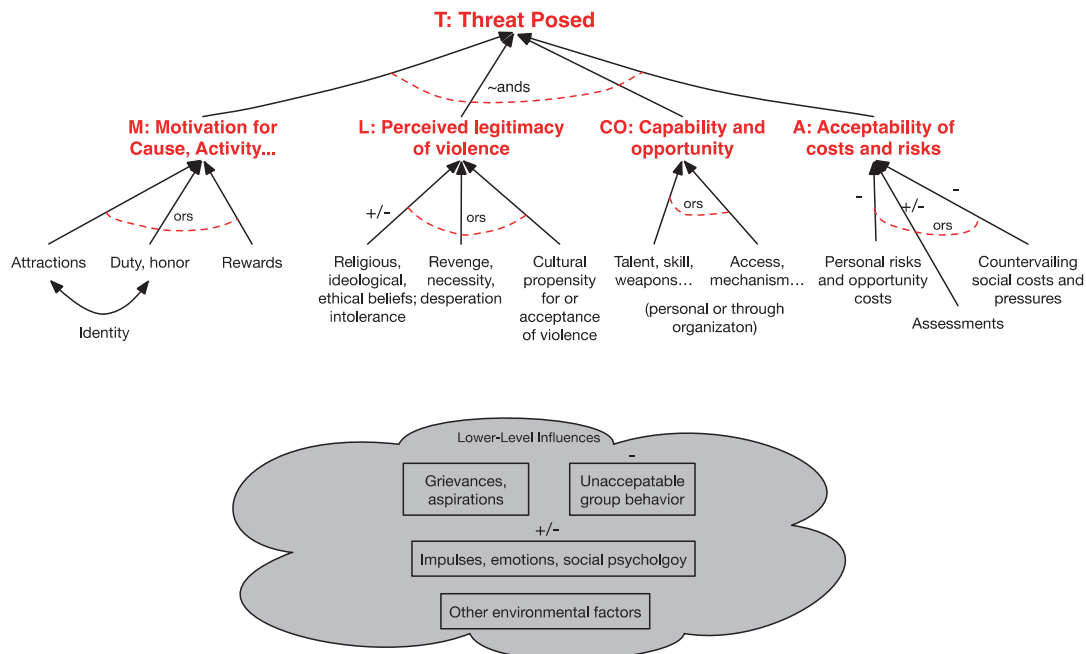 T: Threat Posed
~ands
M: Motivation for
Cause, Activity...
L: Perceived legitimacy
of violence
CO: Capability and
opportunity
A: Acceptability of
costs and risks
ors
Attractions
Duty, honor
Rewards
Identity
+/-
ors
Religious,
ideological,
ethical beliefs;
intolerance
Revenge,
necessity,
desperation
Cultural
propensity
for or
acceptance
of violence
ors
Talent, skill,
weapons…
Access,
mechanism…
(personal or through
organizaton)
-
+/-
-
ors
Personal risks
and opportunity
costs
Assessments
Countervailing
social costs and
pressures
Lower-Level Influences
Grievances,
aspirations
-
Unaccepatable
group behavior
+/-
Impulses, emotions, social psycholgoy
Other environmental factors